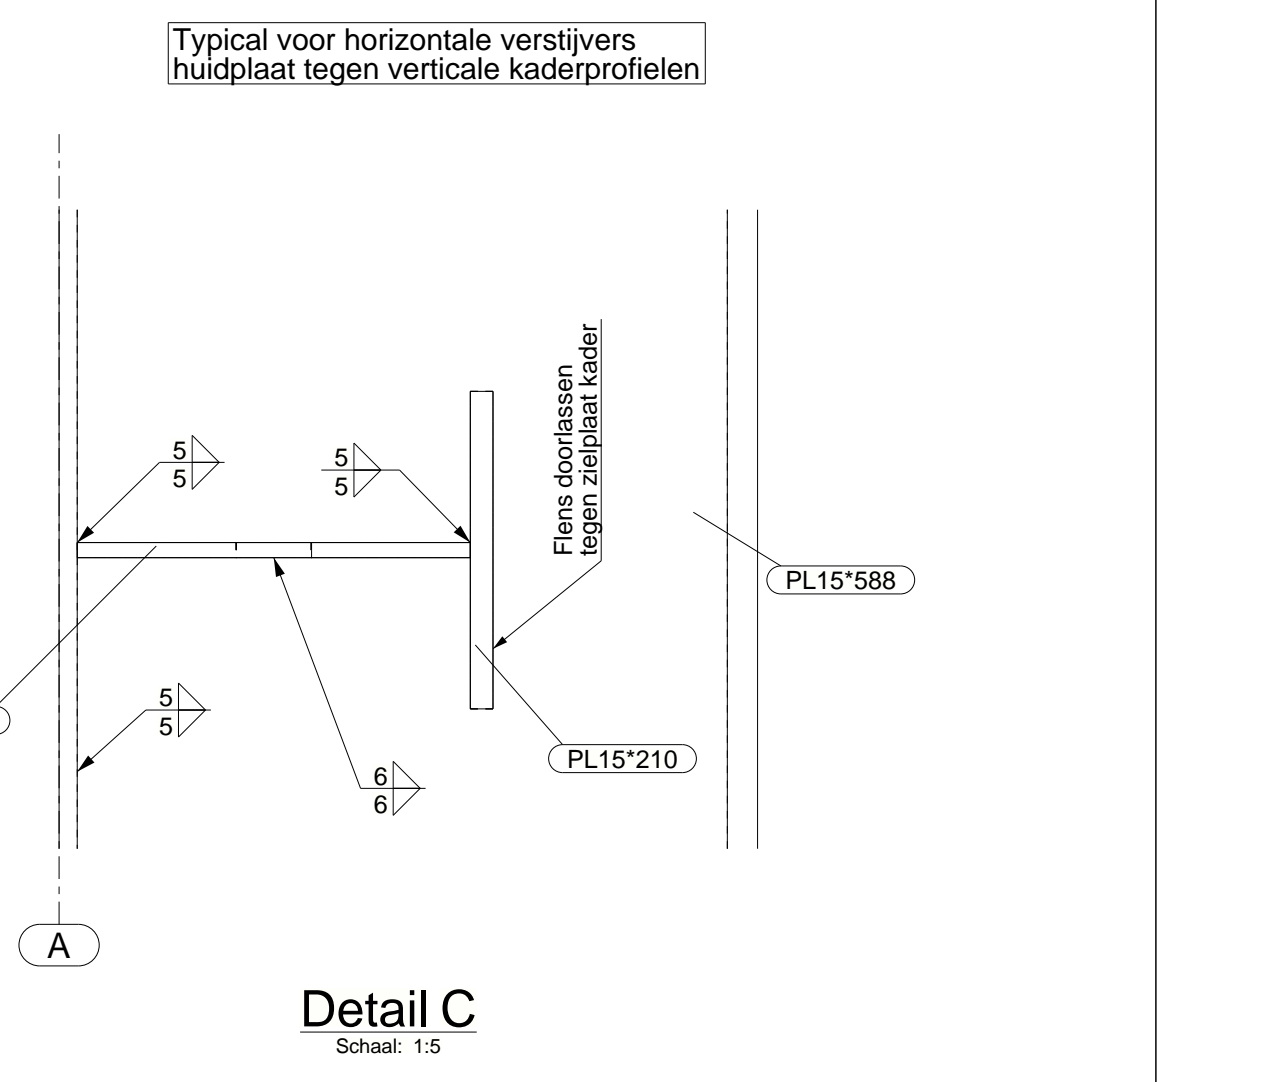 Typical voor horizontale verstijvers
huidplaat tegen verticale kaderprofielen
Flens doorlassen
tegen zielplaat kader
5
5
5
5
PL15*588
5
5
6
6
PL15*210
A
Detail C
Schaal: 1:5